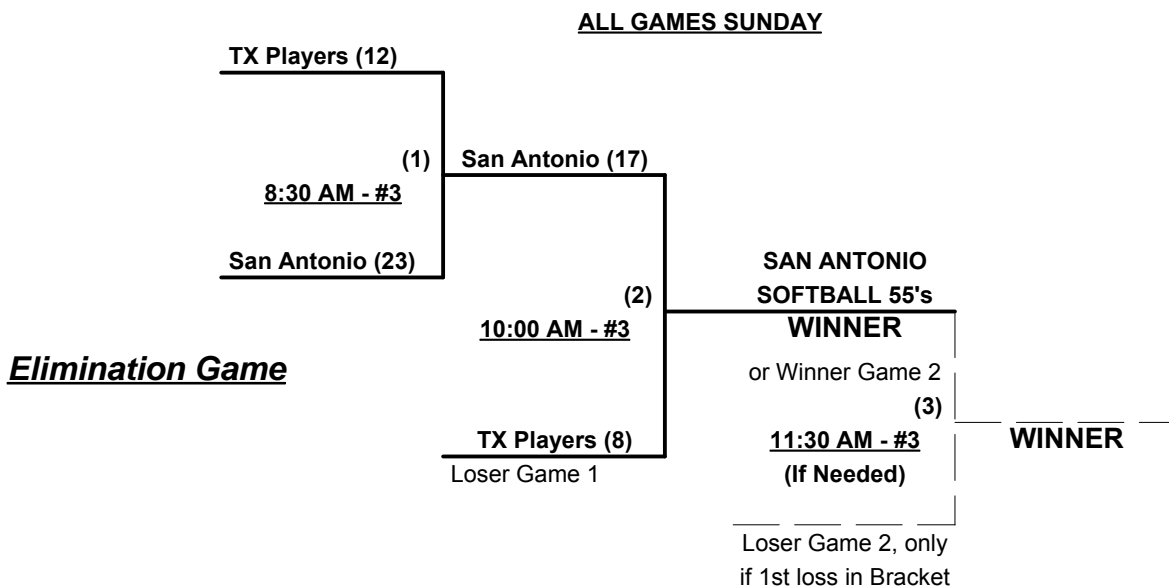 ALL GAMES SUNDAY
TX Players (12)
(1)
San Antonio (17)
8:30 AM - #3
San Antonio (23)
SAN ANTONIO
SOFTBALL 55's
(2)
WINNER
10:00 AM - #3
Elimination Game
or Winner Game 2
(3)
TX Players (8)
11:30 AM - #3
WINNER
Loser Game 1
(If Needed)
Loser Game 2, only
if 1st loss in Bracket